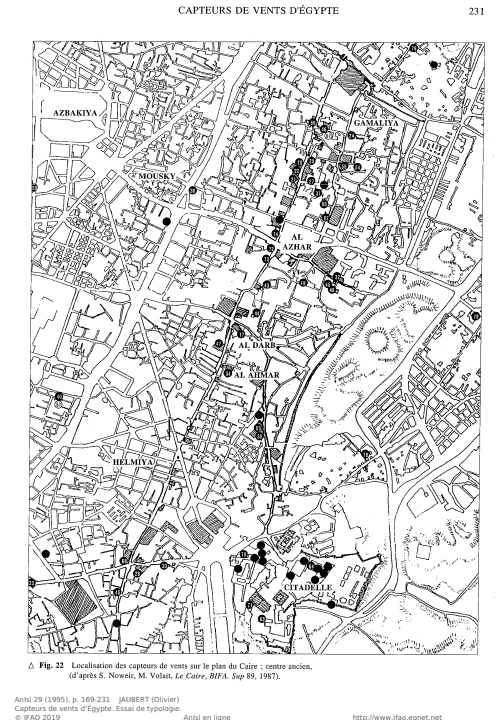 CAPTEURS DE VENTS D'ÉGYPTE
231
AZBAKIYA
GAMALIYA
MOUSKY
AL
AZHAR
AL DARB
AL AHMAR
HELMIYA
CITADELLE
Δ Fig. 22 Localisation des capteurs de vents sur le plan du Caire ; centre ancien,
(d'après S. Noweir, M. Volait, Le Caire, BIFA. Sup 89, 1987).
AnIsl 29 (1995), p. 169-231 JAUBERT (Olivier)
Capteurs de vents d'Égypte. Essai de typologie.
© IFAO 2019 AnIsl en ligne http://www.ifao.egnet.net